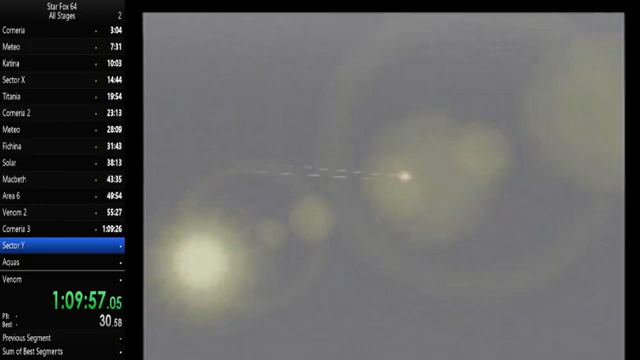 Star Fox 64
All Stages 2
Corneria - 3:04
Meteo - 7:31
Katina - 10:03
Sector X - 14:44
Titania - 19:54
Corneria 2 - 23:13
Meteo - 28:09
Fichina - 31:43
Solar - 38:13
Macbeth - 43:35
Area 6 - 49:54
Venom 2 - 55:27
Corneria 3 - 1:09:26
Sector Y -
Aquas -
Venom -
1:09:57.05
PB: -
Best: - 30.58
Previous Segment -
Sum of Best Segments -